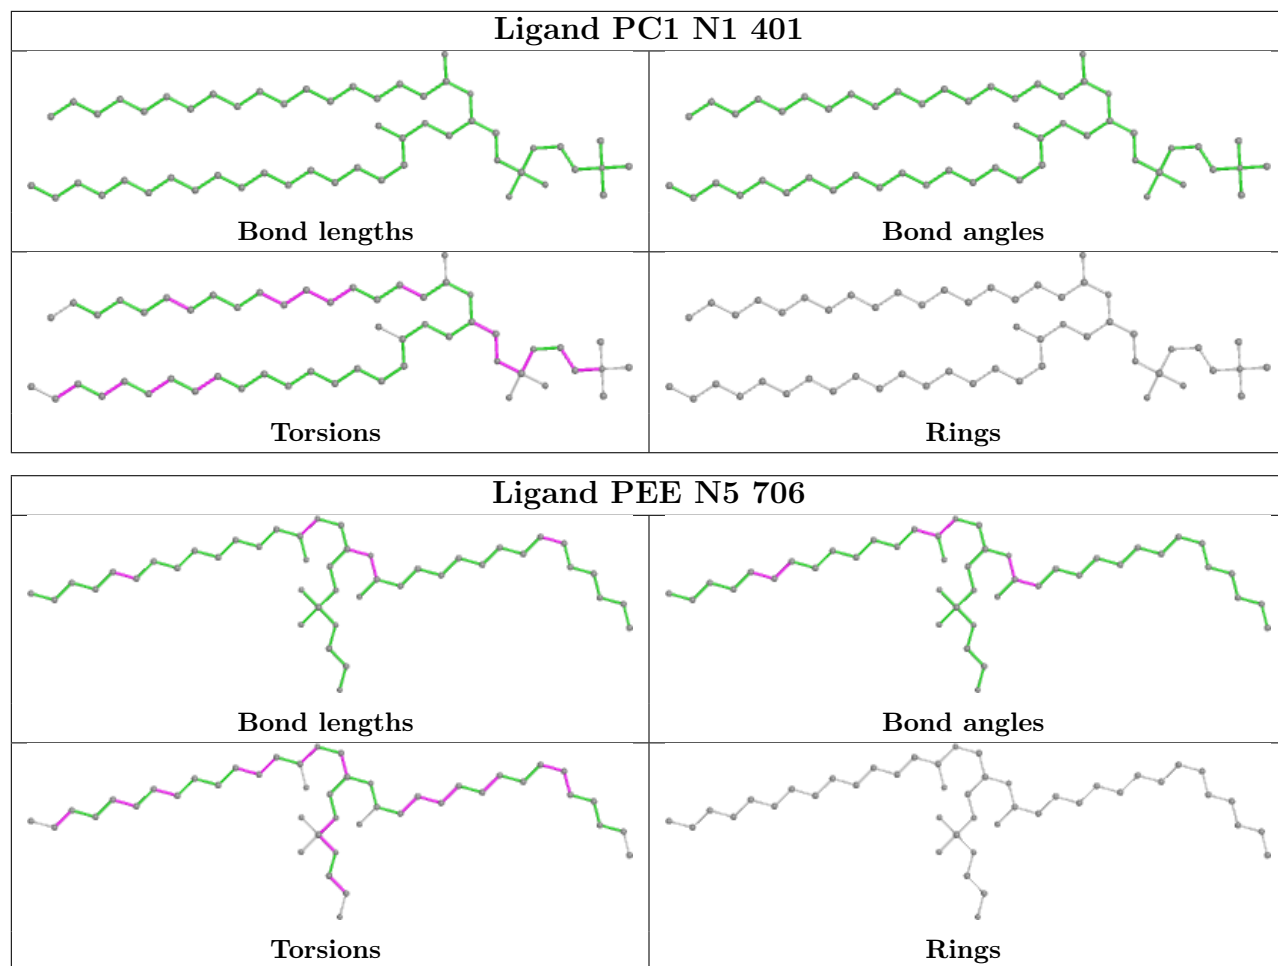 Ligand PC1 N1 401
Bond lengths
Bond angles
Torsions
Rings
Ligand PEE N5 706
Bond lengths
Bond angles
Torsions
Rings